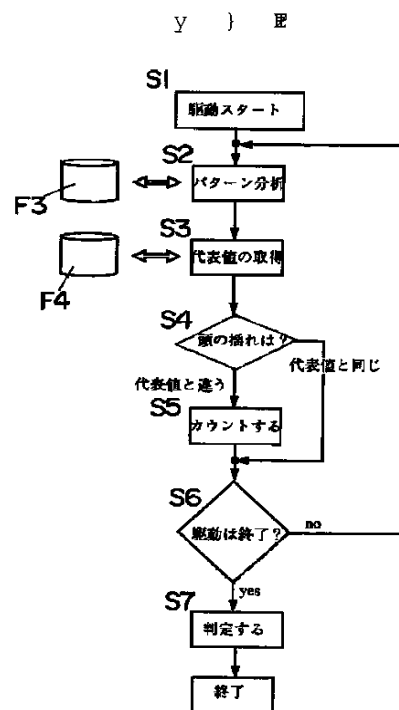 y } E
S1
駆動スタート
S2
パターン分析
F3
S3
代表値の取得
F4
S4
頭の揺れは？
代表値と同じ
代表値と違う
S5
カウントする
S6
駆動は終了？
no
yes
S7
判定する
終了